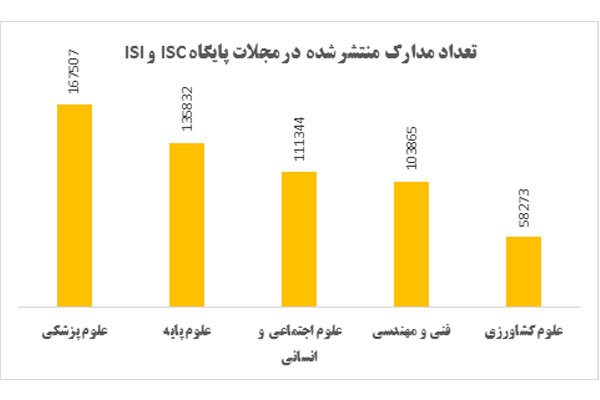 تعداد مدارک منتشر شده در مجلات پایگاه ISC و ISI
167507
135832
111344
103865
58273
علوم پزشکی
علوم پایه
علوم اجتماعی و
انسانی
فنی و مهندسی
علوم کشاورزی